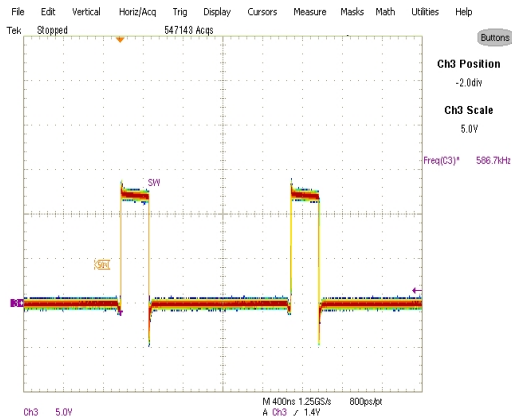 File Edit Vertical Horiz/Acq Trig Display Cursors Measure Masks Math Utilities Help
Tek Stopped 547143 Acqs
Buttons
Ch3 Position
-2.0div
Ch3 Scale
5.0V
Freq(C3)* 586.7kHz
SW
M 400ns 1.25GS/s 800ps/pt
Ch3 5.0V A Ch3 / 1.4V